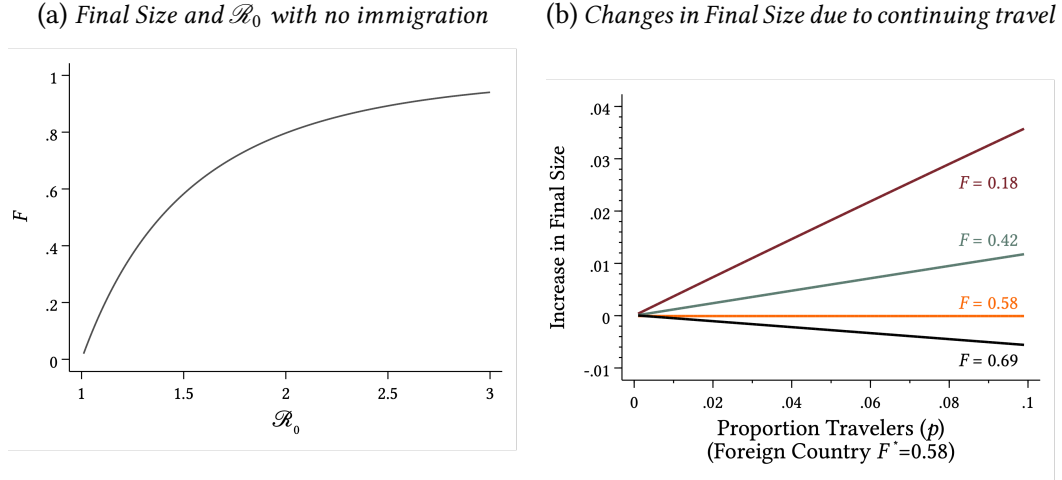 (a) Final Size and ℛ0 with no immigration
1
.8
.6
.4
.2
0
F
1
1.5
2
2.5
3
ℛ0
(b) Changes in Final Size due to continuing travel
.04
.03
.02
.01
0
-.01
Increase in Final Size
F = 0.18
F = 0.42
F = 0.58
F = 0.69
0
.02
.04
.06
.08
.1
Proportion Travelers (p)
(Foreign Country F*=0.58)